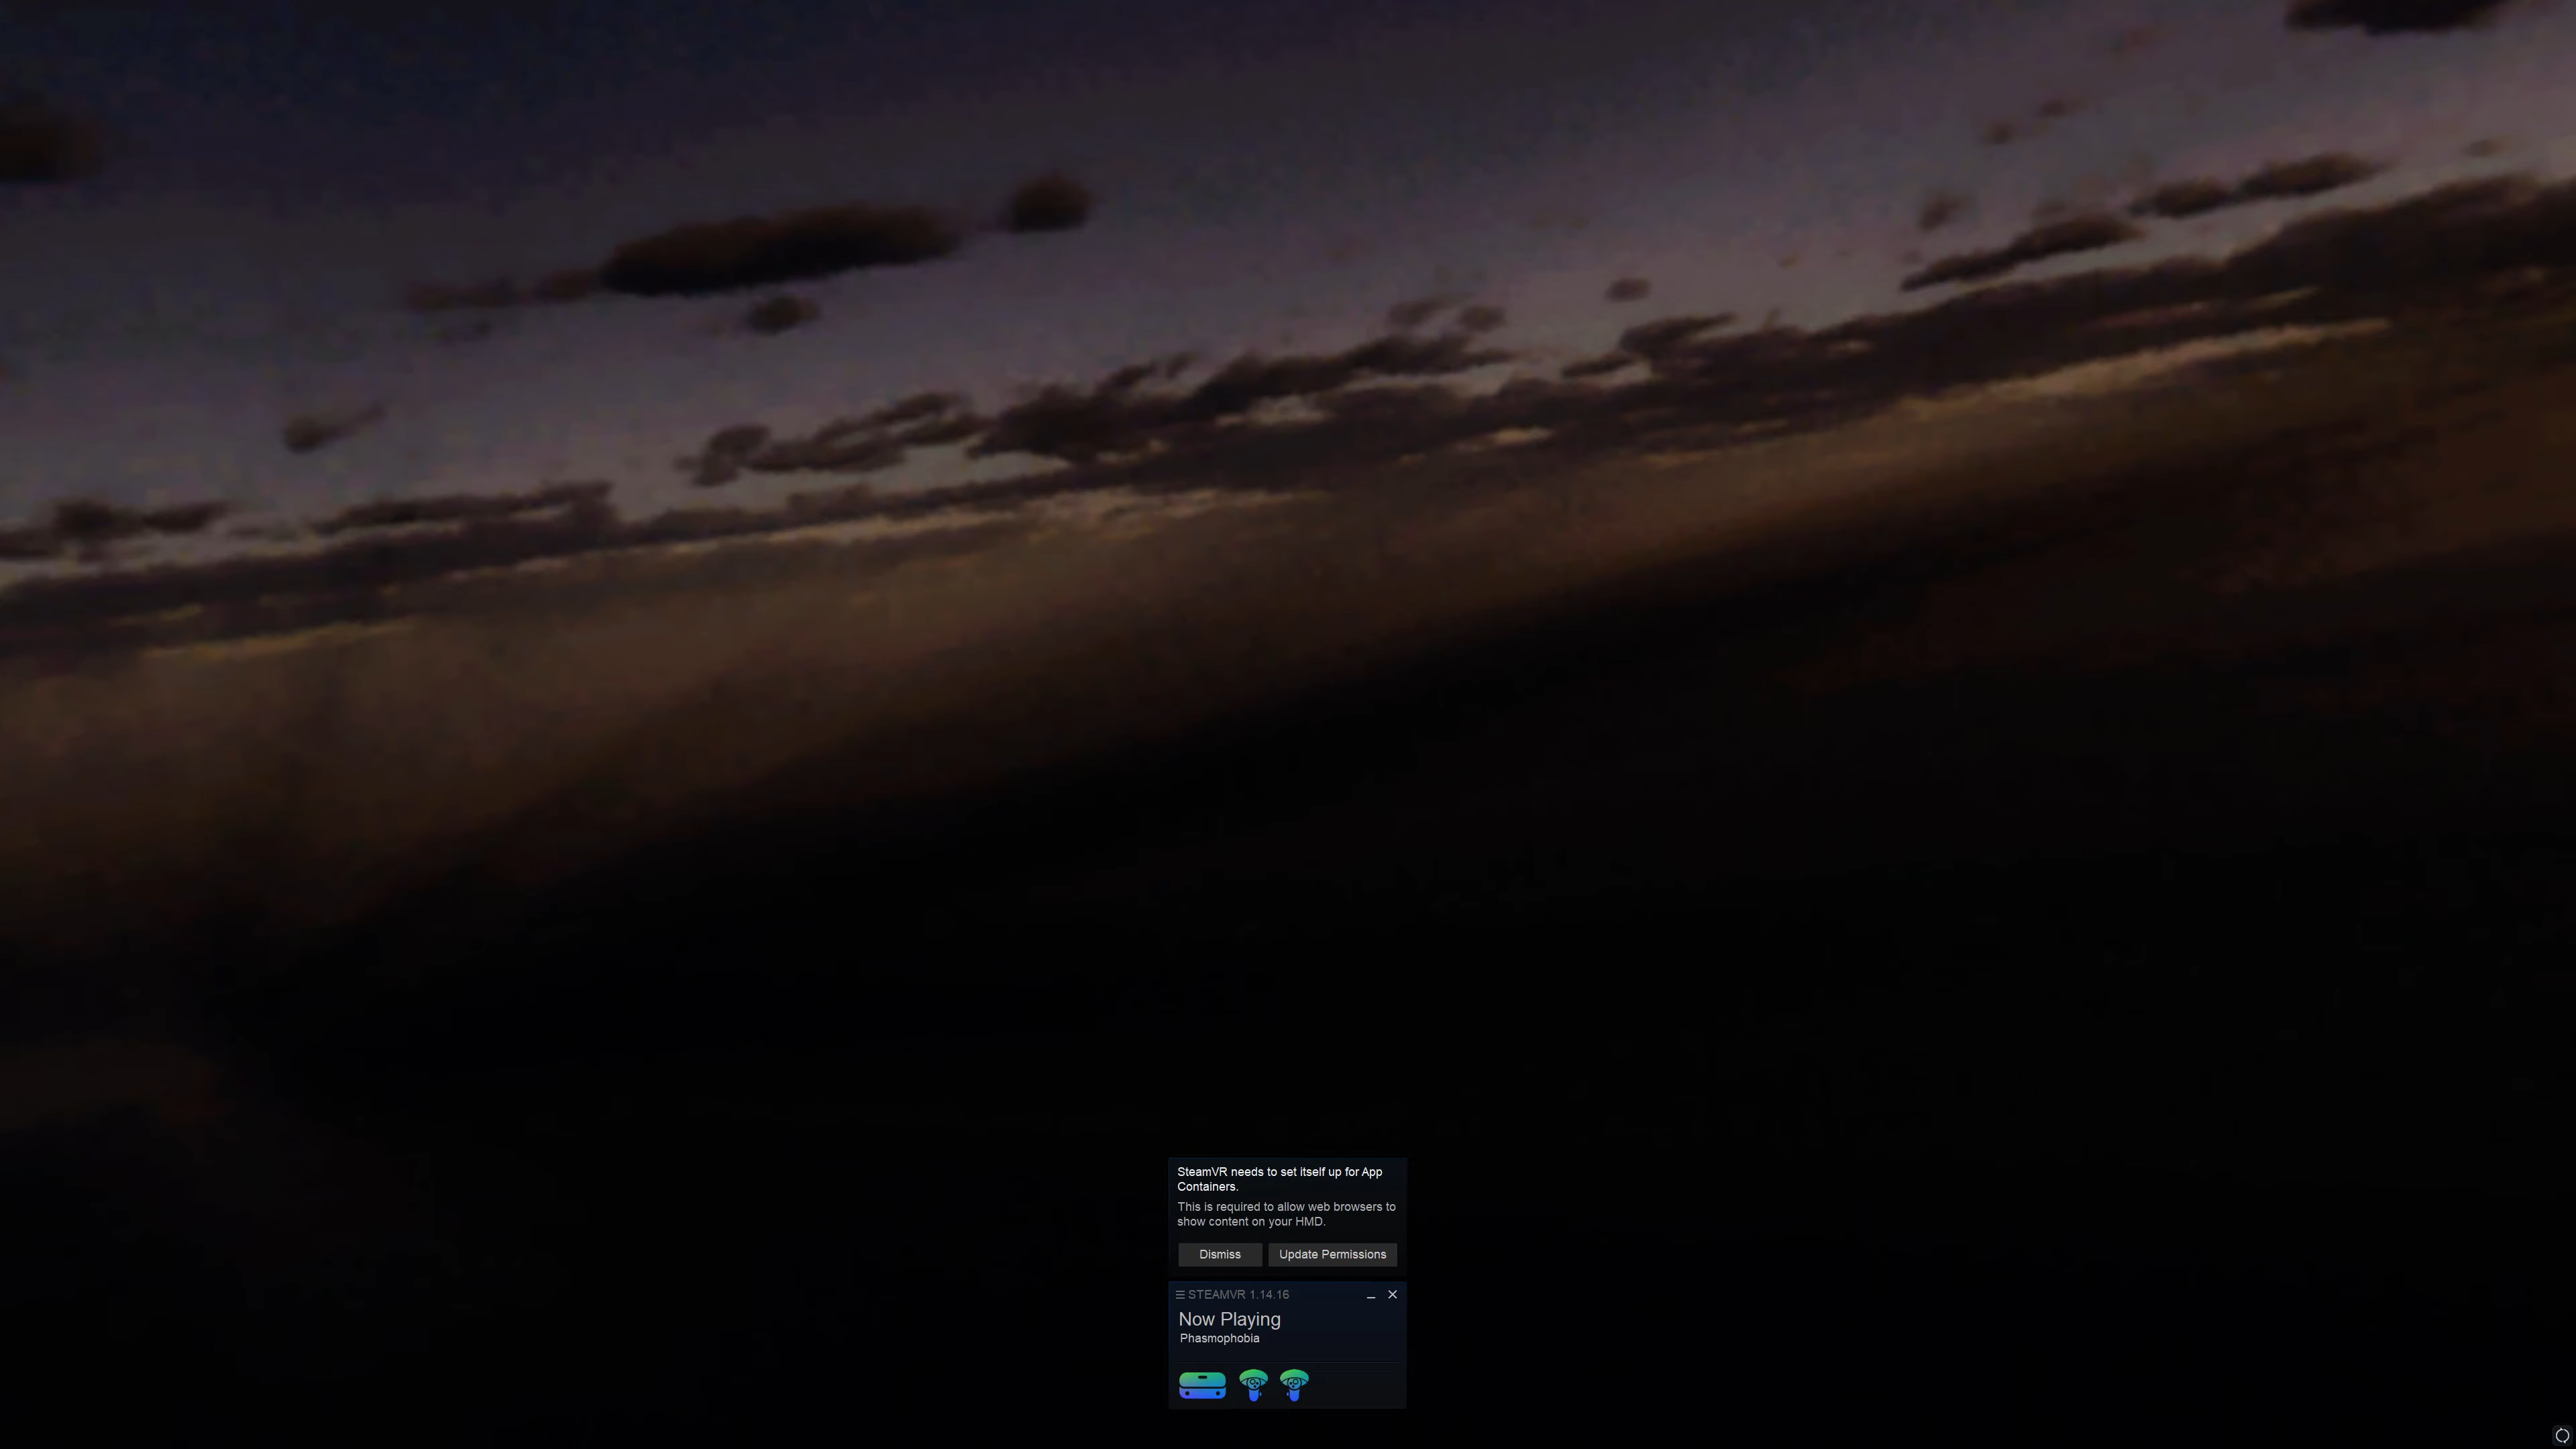 SteamVR needs to set itself up for App
Containers.
This is required to allow web browsers to
show content on your HMD.
Dismiss Update Permissions
STEAMVR 1.14.16
Now Playing
Phasmophobia